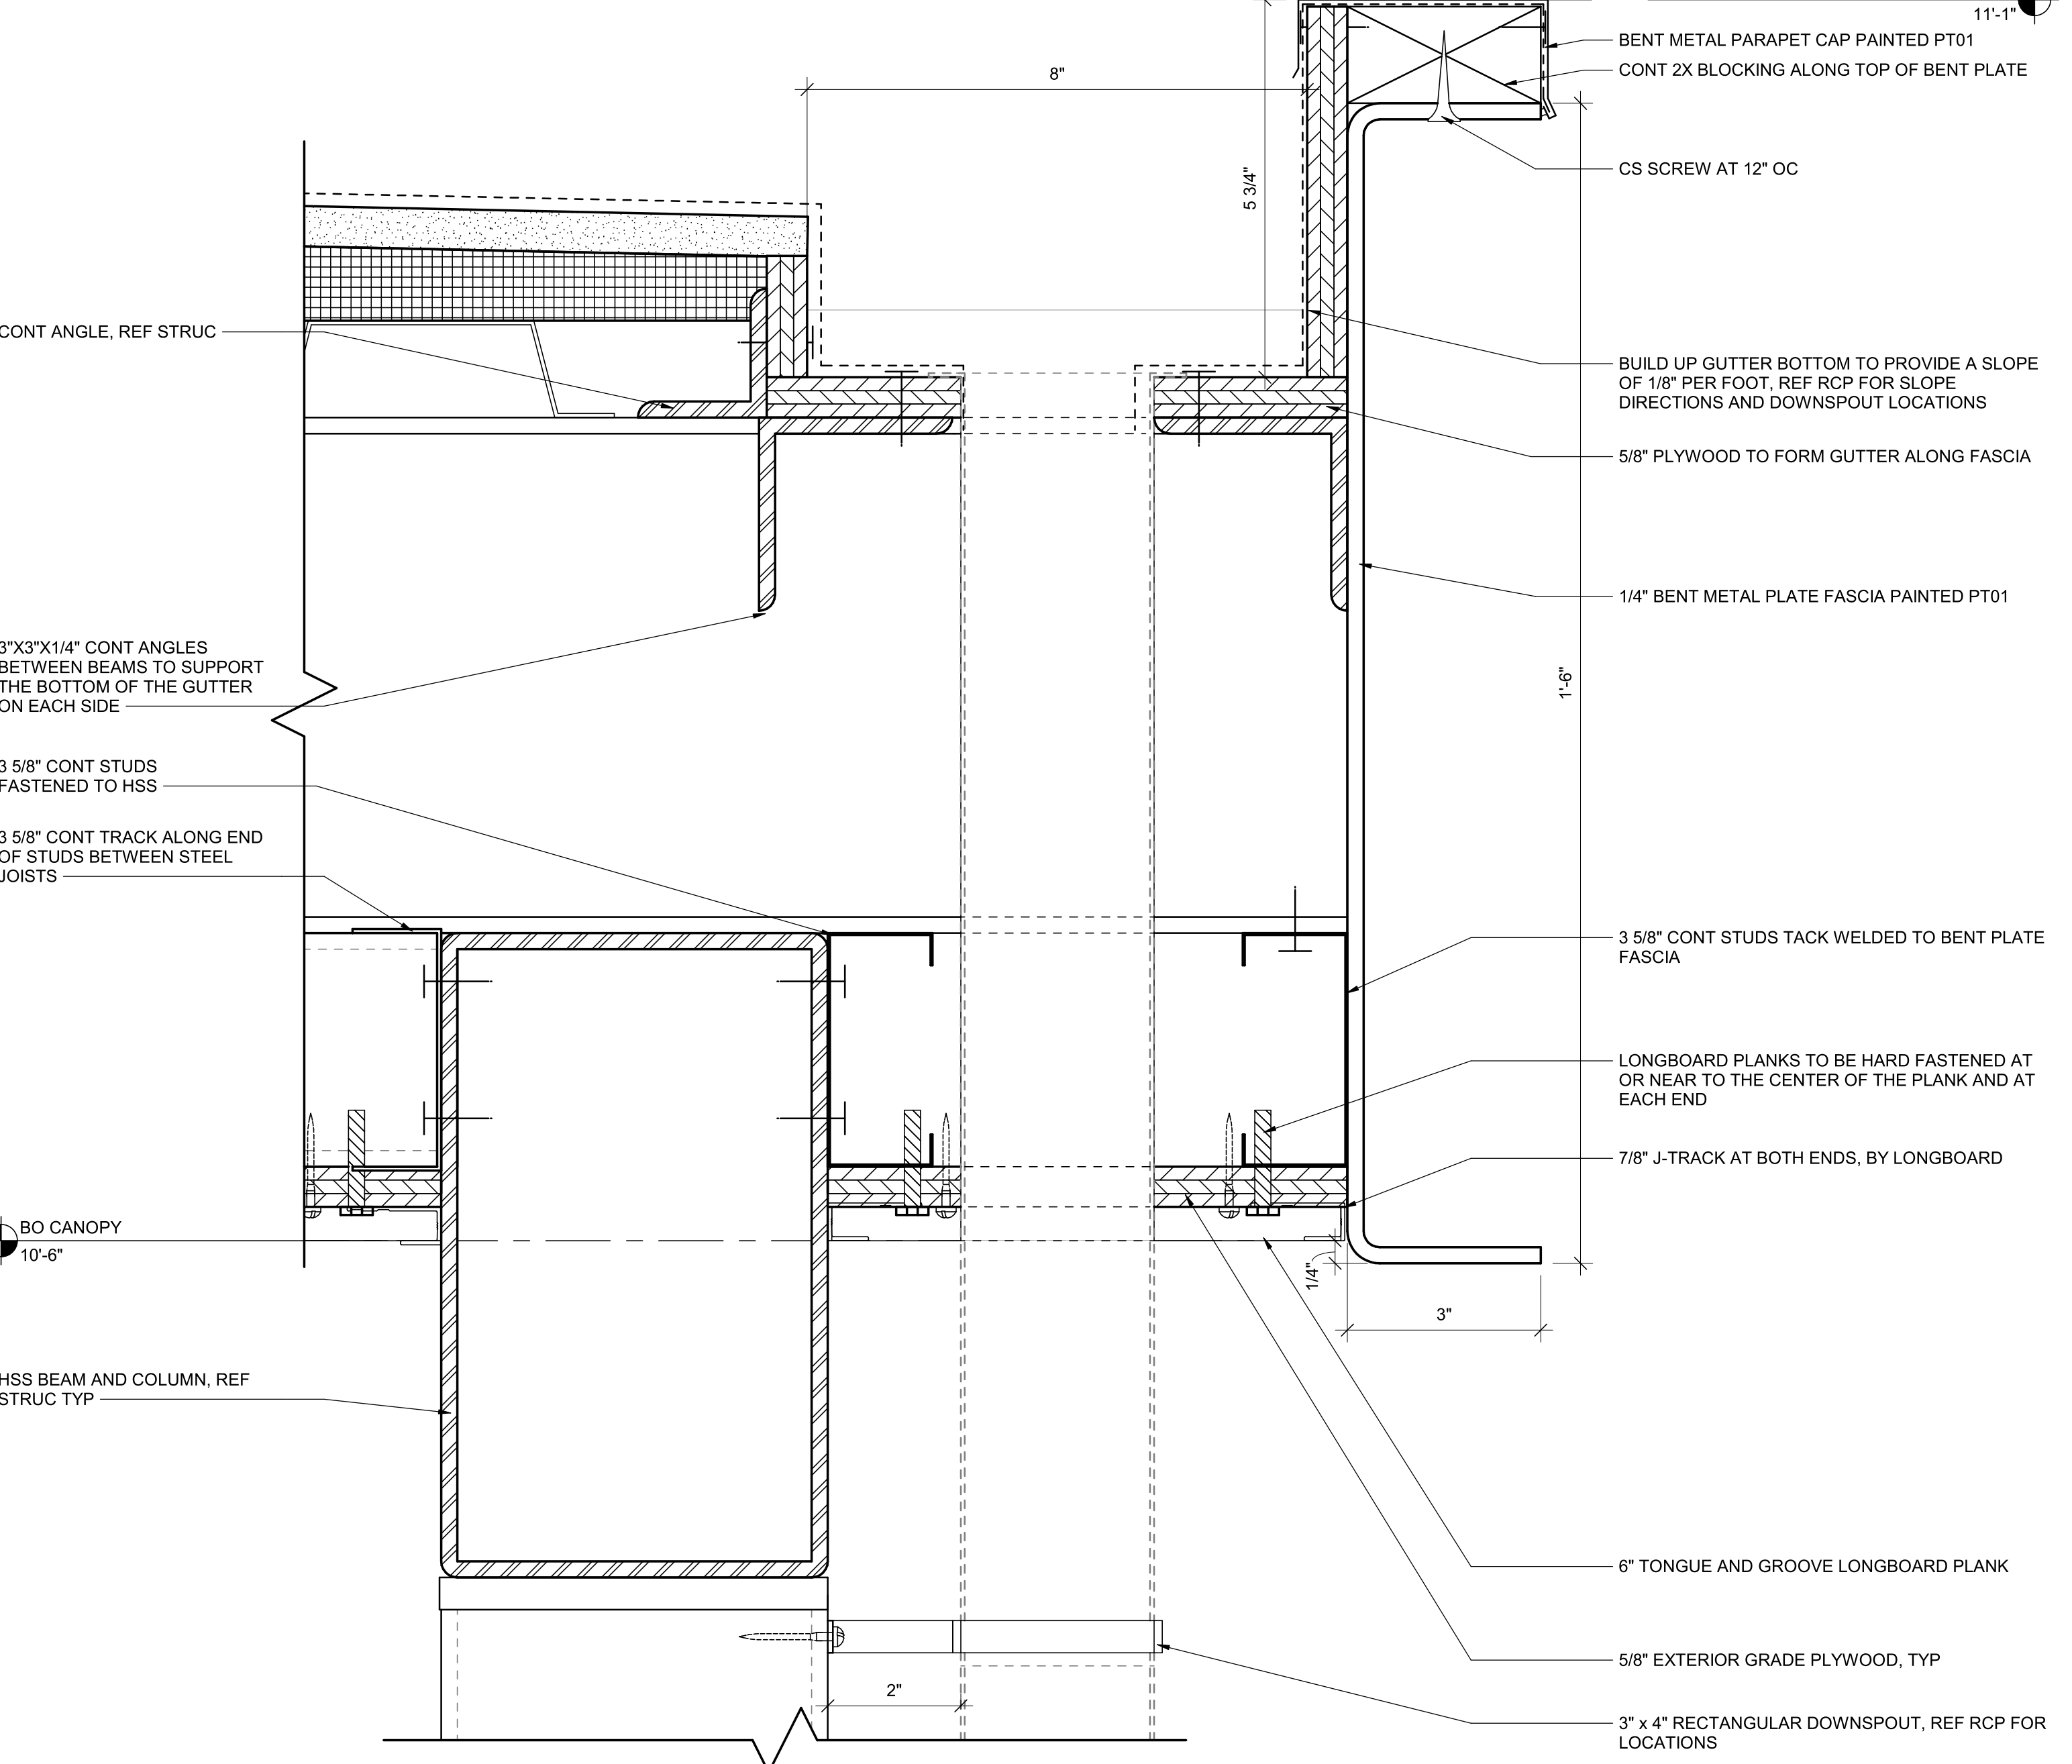 11'-1"
BENT METAL PARAPET CAP PAINTED PT01
CONT 2X BLOCKING ALONG TOP OF BENT PLATE
8"
5 3/4"
CS SCREW AT 12" OC
CONT ANGLE, REF STRUC
BUILD UP GUTTER BOTTOM TO PROVIDE A SLOPE
OF 1/8" PER FOOT, REF RCP FOR SLOPE
DIRECTIONS AND DOWNSPOUT LOCATIONS
5/8" PLYWOOD TO FORM GUTTER ALONG FASCIA
1/4" BENT METAL PLATE FASCIA PAINTED PT01
3"X3"X1/4" CONT ANGLES
BETWEEN BEAMS TO SUPPORT
THE BOTTOM OF THE GUTTER
ON EACH SIDE
1'-6"
3 5/8" CONT STUDS
FASTENED TO HSS
3 5/8" CONT TRACK ALONG END
OF STUDS BETWEEN STEEL
JOISTS
3 5/8" CONT STUDS TACK WELDED TO BENT PLATE
FASCIA
LONGBOARD PLANKS TO BE HARD FASTENED AT
OR NEAR TO THE CENTER OF THE PLANK AND AT
EACH END
7/8" J-TRACK AT BOTH ENDS, BY LONGBOARD
BO CANOPY
10'-6"
1/4"
3"
HSS BEAM AND COLUMN, REF
STRUC TYP
6" TONGUE AND GROOVE LONGBOARD PLANK
5/8" EXTERIOR GRADE PLYWOOD, TYP
2"
3" x 4" RECTANGULAR DOWNSPOUT, REF RCP FOR
LOCATIONS